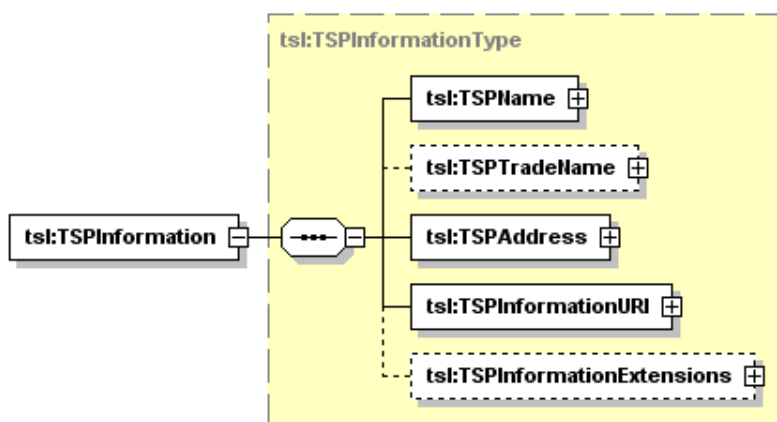 tsl:TSPInformationType
tsl:TSPName
tsl:TSPTradeName
tsl:TSPInformation
tsl:TSPAddress
tsl:TSPInformationURI
tsl:TSPInformationExtensions